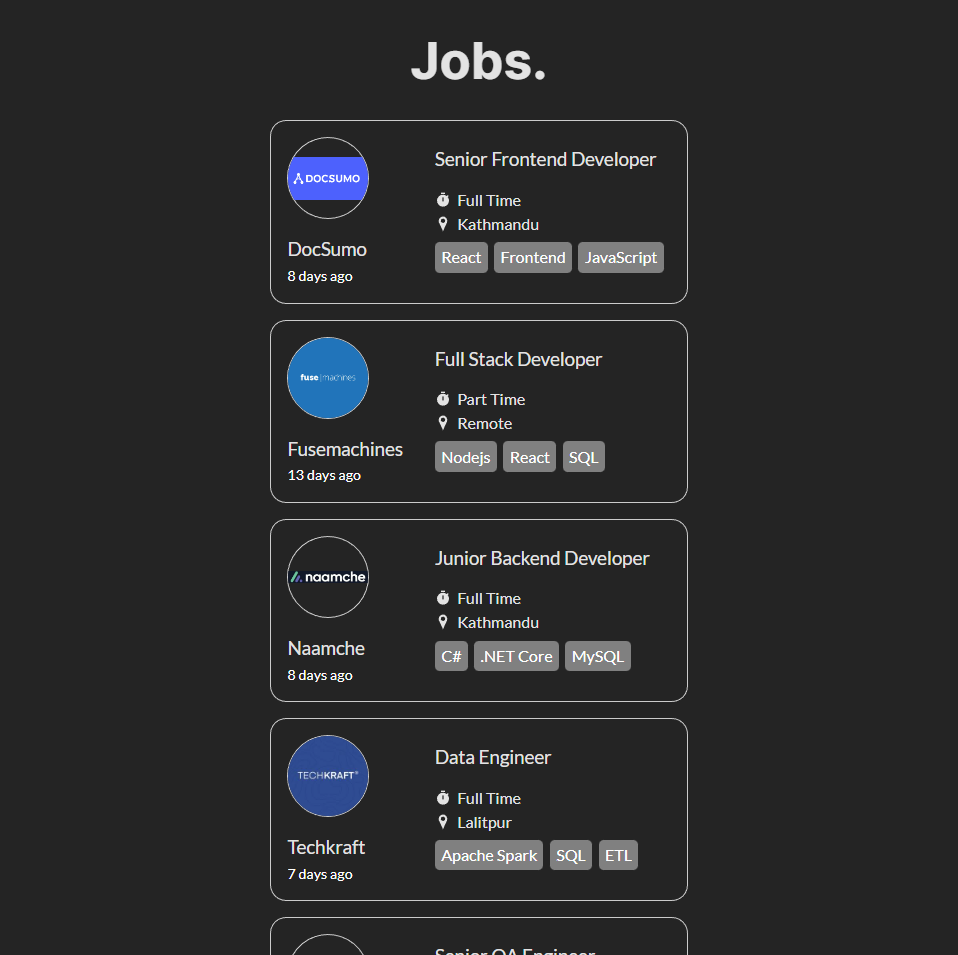 Jobs.
DOCSUMO
DocSumo
8 days ago
Senior Frontend Developer
Full Time
Kathmandu
React Frontend JavaScript
fuse|machines
Fusemachines
13 days ago
Full Stack Developer
Part Time
Remote
Nodejs React SQL
naamche
Naamche
8 days ago
Junior Backend Developer
Full Time
Kathmandu
C# .NET Core MySQL
TECHKRAFT®
Techkraft
7 days ago
Data Engineer
Full Time
Lalitpur
Apache Spark SQL ETL
Senior QA Engineer